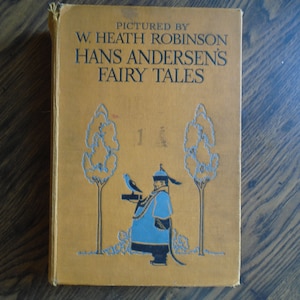 PICTURED BY
W. HEATH ROBINSON
HANS ANDERSEN'S
FAIRY TALES